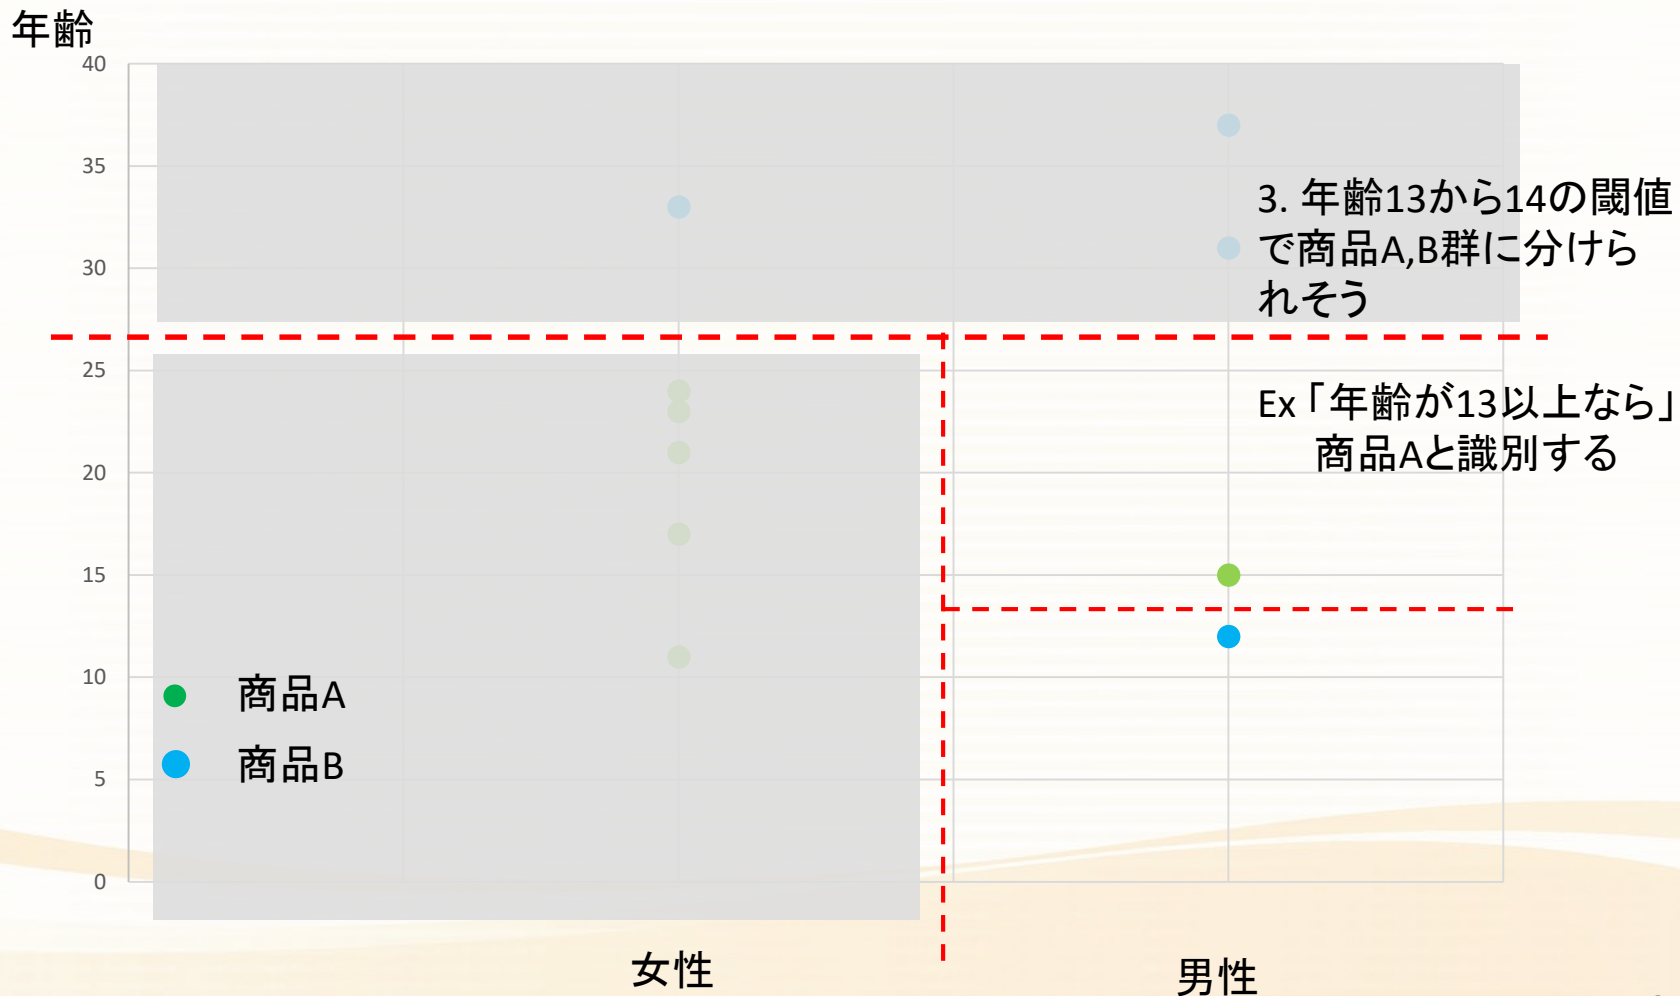 年齢
40
35
30
25
20
15
10
5
0
3. 年齢13から14の閾値
で商品A,B群に分けら
れそう
Ex「年齢が13以上なら」
商品Aと識別する
商品A
商品B
女性
男性